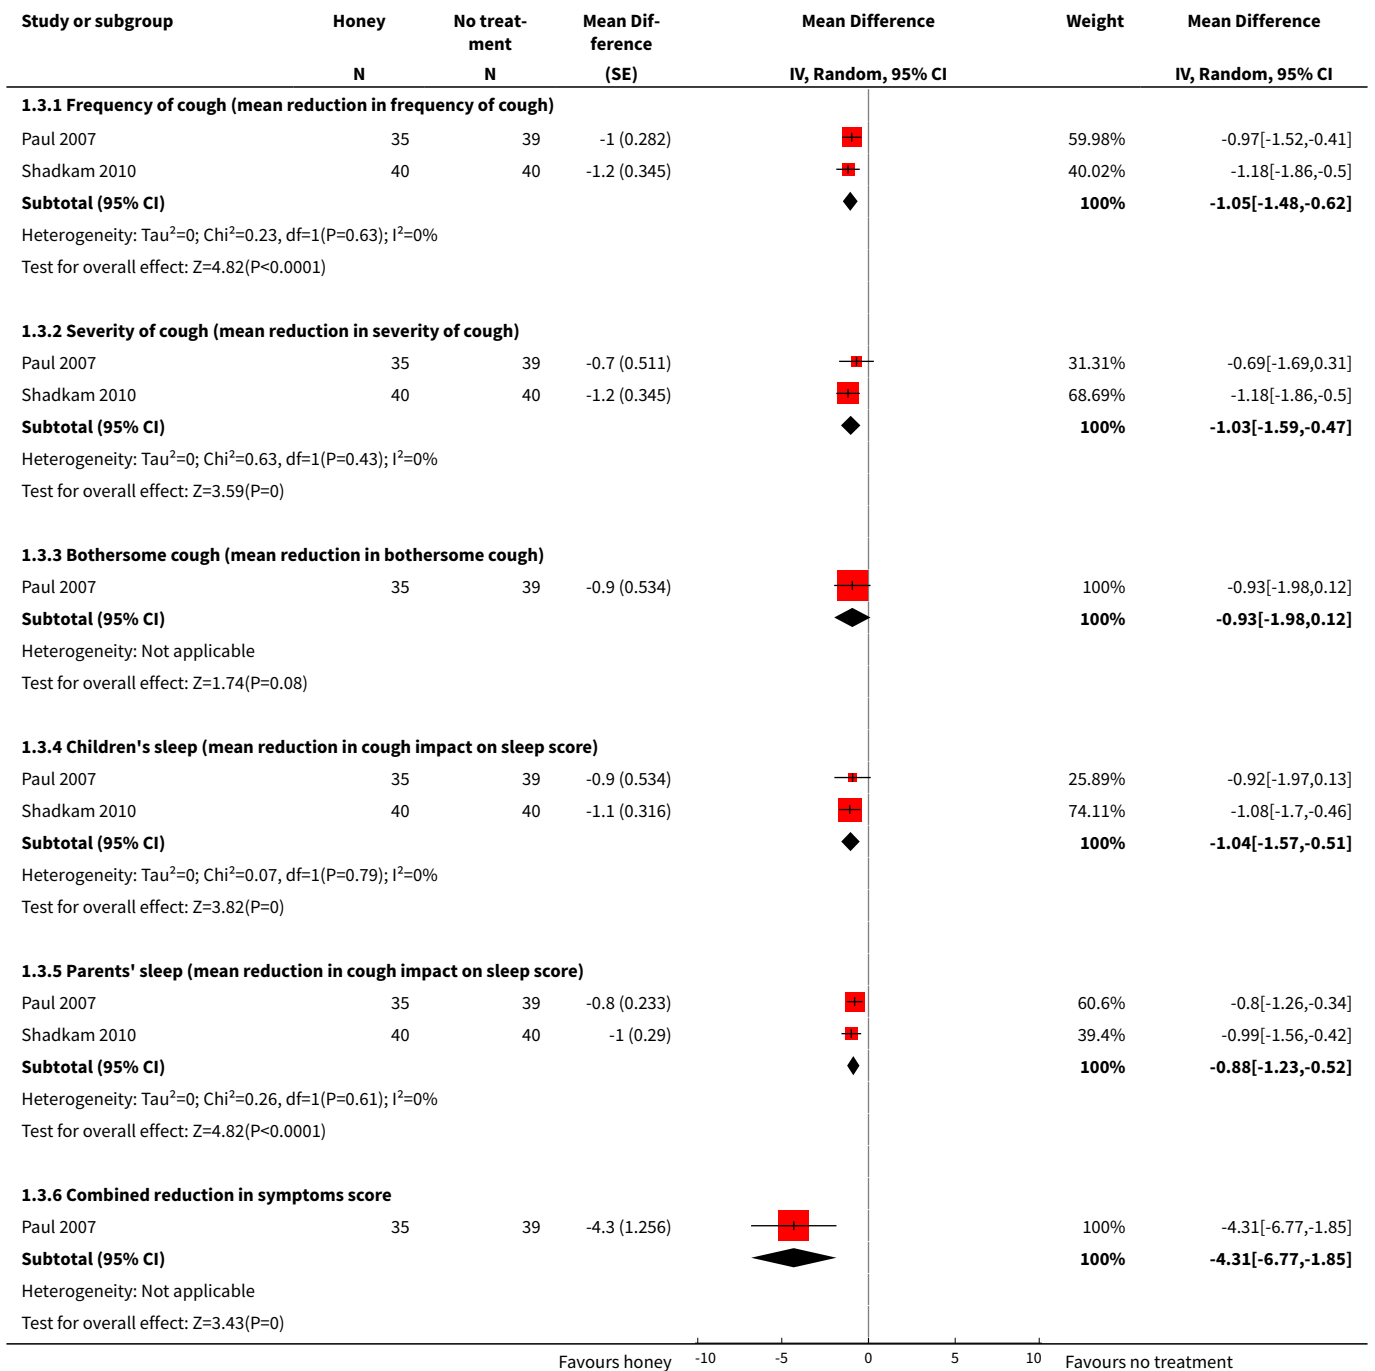 Study or subgroup Honey No treat- Mean Dif- Mean Difference Weight Mean Difference
ment ference
N N (SE) IV, Random, 95% CI IV, Random, 95% CI
1.3.1 Frequency of cough (mean reduction in frequency of cough)
Paul 2007 35 39 -1 (0.282) 59.98% -0.97[-1.52,-0.41]
Shadkam 2010 40 40 -1.2 (0.345) 40.02% -1.18[-1.86,-0.5]
Subtotal (95% CI) 100% -1.05[-1.48,-0.62]
Heterogeneity: Tau²=0; Chi²=0.23, df=1(P=0.63); I²=0%
Test for overall effect: Z=4.82(P<0.0001)
1.3.2 Severity of cough (mean reduction in severity of cough)
Paul 2007 35 39 -0.7 (0.511) 31.31% -0.69[-1.69,0.31]
Shadkam 2010 40 40 -1.2 (0.345) 68.69% -1.18[-1.86,-0.5]
Subtotal (95% CI) 100% -1.03[-1.59,-0.47]
Heterogeneity: Tau²=0; Chi²=0.63, df=1(P=0.43); I²=0%
Test for overall effect: Z=3.59(P=0)
1.3.3 Bothersome cough (mean reduction in bothersome cough)
Paul 2007 35 39 -0.9 (0.534) 100% -0.93[-1.98,0.12]
Subtotal (95% CI) 100% -0.93[-1.98,0.12]
Heterogeneity: Not applicable
Test for overall effect: Z=1.74(P=0.08)
1.3.4 Children's sleep (mean reduction in cough impact on sleep score)
Paul 2007 35 39 -0.9 (0.534) 25.89% -0.92[-1.97,0.13]
Shadkam 2010 40 40 -1.1 (0.316) 74.11% -1.08[-1.7,-0.46]
Subtotal (95% CI) 100% -1.04[-1.57,-0.51]
Heterogeneity: Tau²=0; Chi²=0.07, df=1(P=0.79); I²=0%
Test for overall effect: Z=3.82(P=0)
1.3.5 Parents' sleep (mean reduction in cough impact on sleep score)
Paul 2007 35 39 -0.8 (0.233) 60.6% -0.8[-1.26,-0.34]
Shadkam 2010 40 40 -1 (0.29) 39.4% -0.99[-1.56,-0.42]
Subtotal (95% CI) 100% -0.88[-1.23,-0.52]
Heterogeneity: Tau²=0; Chi²=0.26, df=1(P=0.61); I²=0%
Test for overall effect: Z=4.82(P<0.0001)
1.3.6 Combined reduction in symptoms score
Paul 2007 35 39 -4.3 (1.256) 100% -4.31[-6.77,-1.85]
Subtotal (95% CI) 100% -4.31[-6.77,-1.85]
Heterogeneity: Not applicable
Test for overall effect: Z=3.43(P=0)
Favours honey -10 -5 0 5 10 Favours no treatment